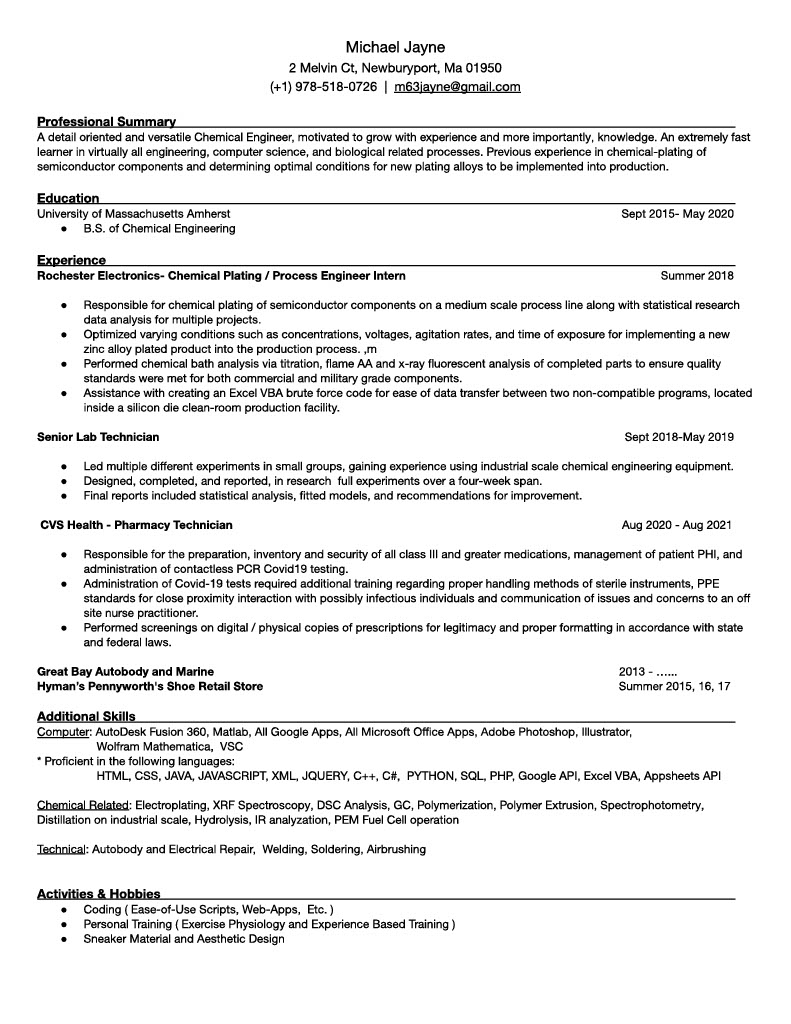 Michael Jayne
2 Melvin Ct, Newburyport, Ma 01950
(+1) 978-518-0726 | m63jayne@gmail.com
Professional Summary
A detail oriented and versatile Chemical Engineer, motivated to grow with experience and more importantly, knowledge. An extremely fast
learner in virtually all engineering, computer science, and biological related processes. Previous experience in chemical-plating of
semiconductor components and determining optimal conditions for new plating alloys to be implemented into production.
Education
University of Massachusetts Amherst Sept 2015- May 2020
● B.S. of Chemical Engineering
Experience
Rochester Electronics- Chemical Plating / Process Engineer Intern Summer 2018
● Responsible for chemical plating of semiconductor components on a medium scale process line along with statistical research
data analysis for multiple projects.
● Optimized varying conditions such as concentrations, voltages, agitation rates, and time of exposure for implementing a new
zinc alloy plated product into the production process. ,m
● Performed chemical bath analysis via titration, flame AA and x-ray fluorescent analysis of completed parts to ensure quality
standards were met for both commercial and military grade components.
● Assistance with creating an Excel VBA brute force code for ease of data transfer between two non-compatible programs, located
inside a silicon die clean-room production facility.
Senior Lab Technician Sept 2018-May 2019
● Led multiple different experiments in small groups, gaining experience using industrial scale chemical engineering equipment.
● Designed, completed, and reported, in research full experiments over a four-week span.
● Final reports included statistical analysis, fitted models, and recommendations for improvement.
CVS Health - Pharmacy Technician Aug 2020 - Aug 2021
● Responsible for the preparation, inventory and security of all class III and greater medications, management of patient PHI, and
administration of contactless PCR Covid19 testing.
● Administration of Covid-19 tests required additional training regarding proper handling methods of sterile instruments, PPE
standards for close proximity interaction with possibly infectious individuals and communication of issues and concerns to an off
site nurse practitioner.
● Performed screenings on digital / physical copies of prescriptions for legitimacy and proper formatting in accordance with state
and federal laws.
Great Bay Autobody and Marine 2013 - ......
Hyman's Pennyworth's Shoe Retail Store Summer 2015, 16, 17
Additional Skills
Computer: AutoDesk Fusion 360, Matlab, All Google Apps, All Microsoft Office Apps, Adobe Photoshop, Illustrator,
Wolfram Mathematica, VSC
* Proficient in the following languages:
HTML, CSS, JAVA, JAVASCRIPT, XML, JQUERY, C++, C#, PYTHON, SQL, PHP, Google API, Excel VBA, Appsheets API
Chemical Related: Electroplating, XRF Spectroscopy, DSC Analysis, GC, Polymerization, Polymer Extrusion, Spectrophotometry,
Distillation on industrial scale, Hydrolysis, IR analyzation, PEM Fuel Cell operation
Technical: Autobody and Electrical Repair, Welding, Soldering, Airbrushing
Activities & Hobbies
● Coding ( Ease-of-Use Scripts, Web-Apps, Etc. )
● Personal Training ( Exercise Physiology and Experience Based Training )
● Sneaker Material and Aesthetic Design